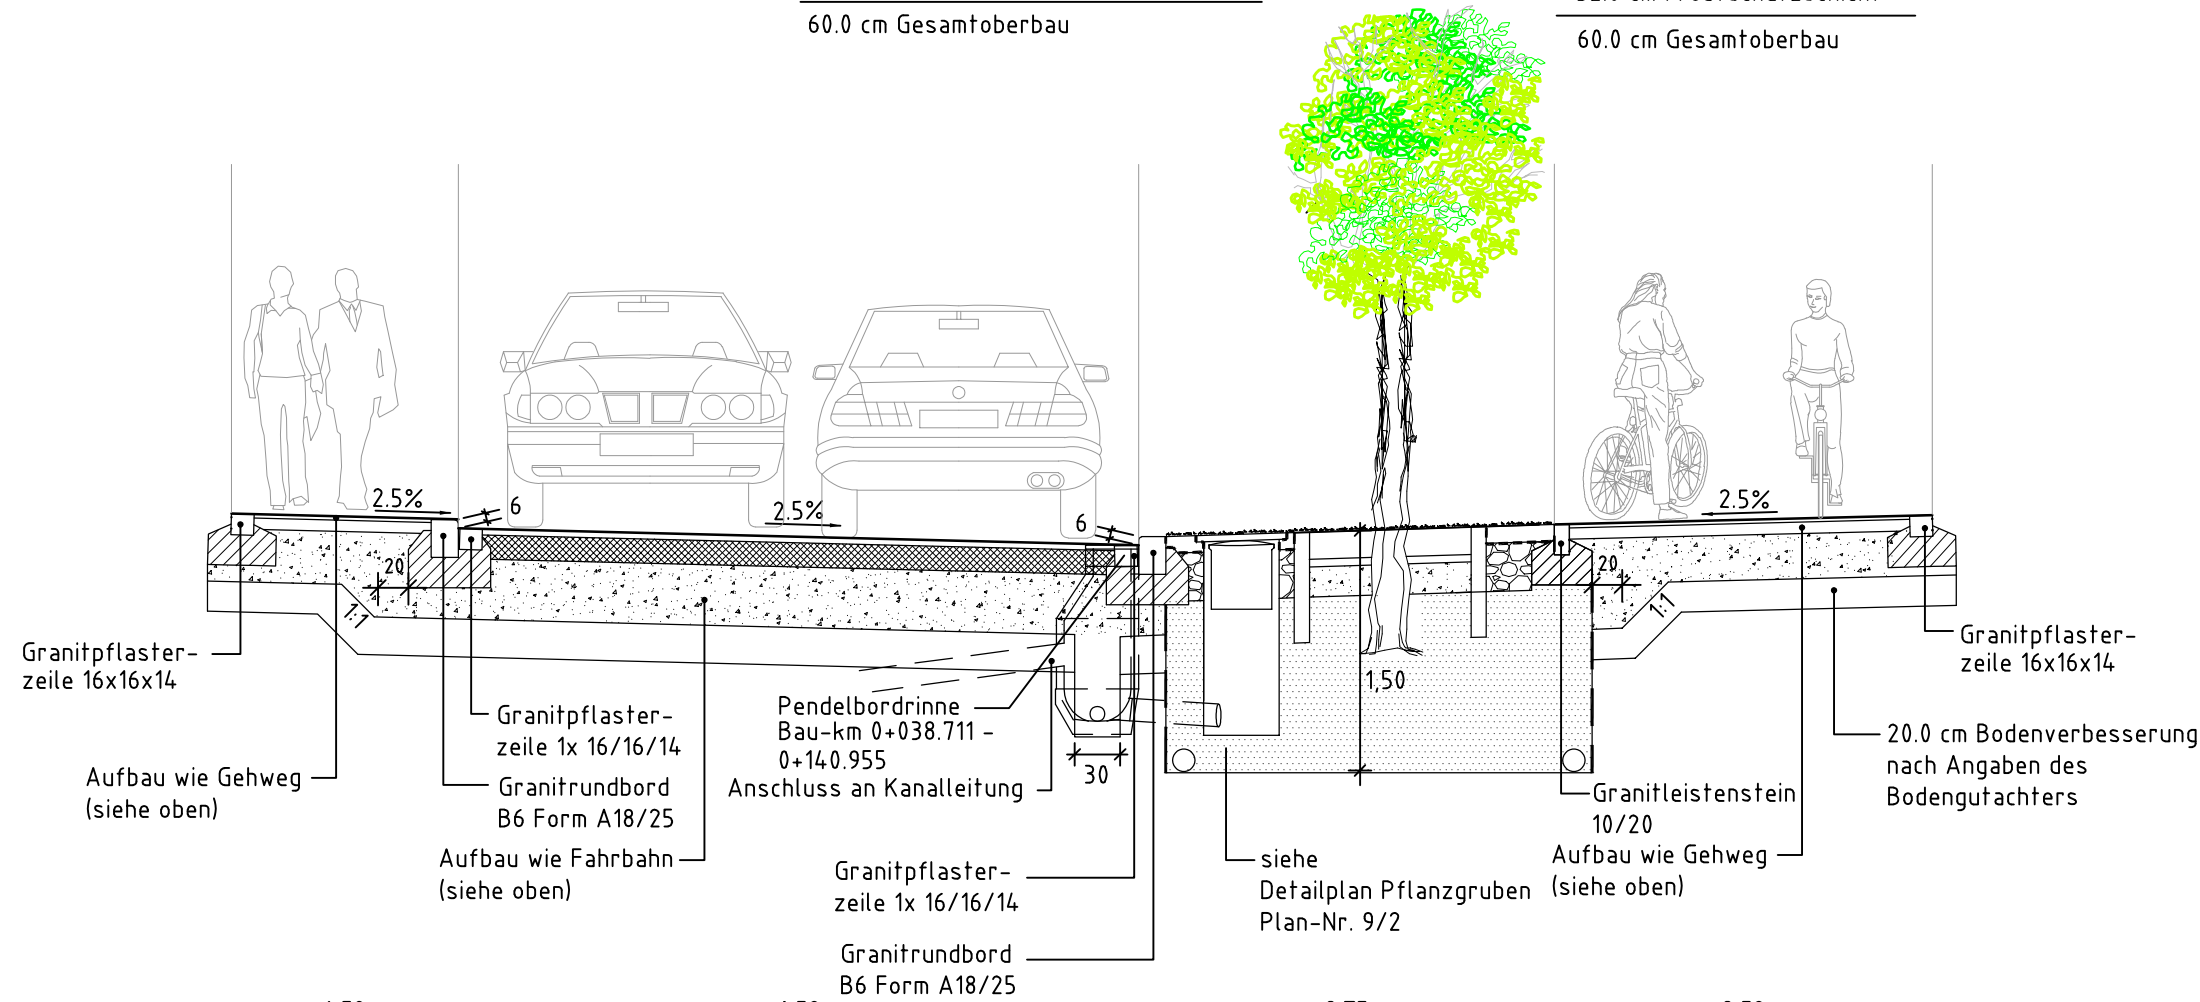 60.0 cm Gesamtoberbau
60.0 cm Gesamtoberbau
2.5%
6
2.5%
6
2.5%
20
1:1
20
1:1
1,50
30
Granitpflaster-
zeile 16x16x14
Aufbau wie Gehweg
(siehe oben)
Granitpflaster-
zeile 1x 16/16/14
Granitrundbord
B6 Form A18/25
Aufbau wie Fahrbahn
(siehe oben)
Pendelbordrinne
Bau-km 0+038.711 -
0+140.955
Anschluss an Kanalleitung
Granitpflaster-
zeile 1x 16/16/14
Granitrundbord
B6 Form A18/25
siehe
Detailplan Pflanzgruben
Plan-Nr. 9/2
Granitleistenstein
10/20
Aufbau wie Gehweg
(siehe oben)
Granitpflaster-
zeile 16x16x14
20.0 cm Bodenverbesserung
nach Angaben des
Bodengutachters